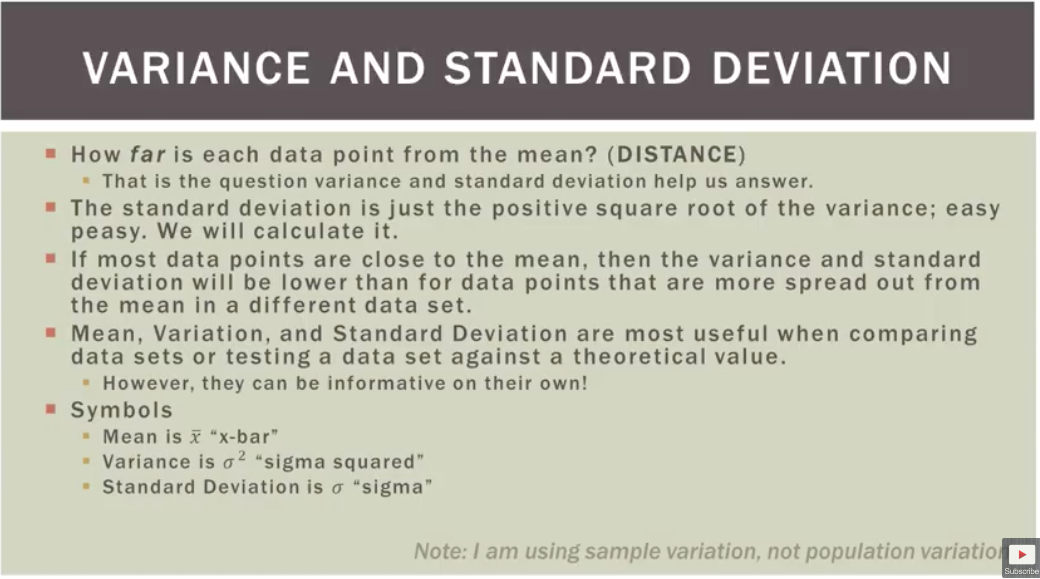 VARIANCE AND STANDARD DEVIATION
How far is each data point from the mean? (DISTANCE)
That is the question variance and standard deviation help us answer.
The standard deviation is just the positive square root of the variance; easy
peasy. We will calculate it.
If most data points are close to the mean, then the variance and standard
deviation will be lower than for data points that are more spread out from
the mean in a different data set.
Mean, Variation, and Standard Deviation are most useful when comparing
data sets or testing a data set against a theoretical value.
However, they can be informative on their own!
Symbols
Mean is x̄ “x-bar”
Variance is σ² “sigma squared”
Standard Deviation is σ “sigma”
Note: I am using sample variation, not population variation
Subscribe